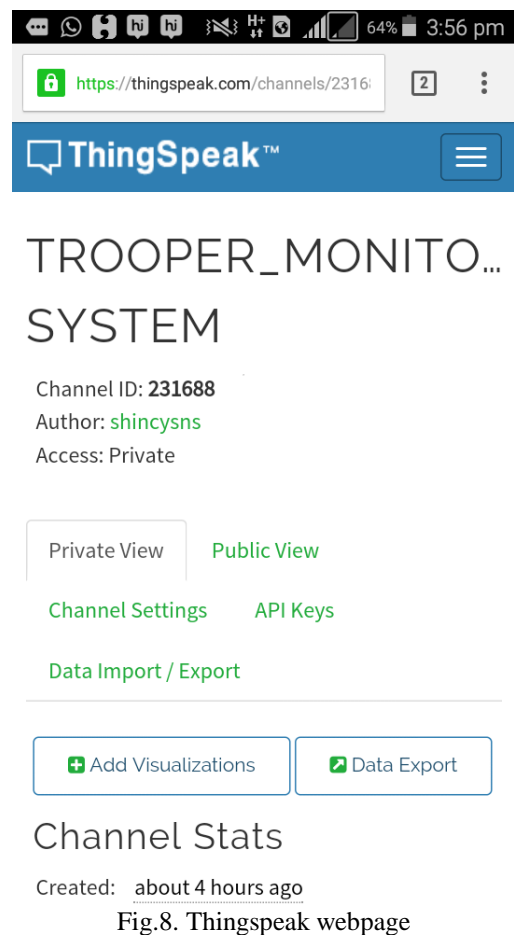 hi hi H+ 64% 3:56 pm
https://thingspeak.com/channels/2316 2
ThingSpeak™
TROOPER_MONITO...
SYSTEM
Channel ID: 231688
Author: shincysns
Access: Private
Private View Public View
Channel Settings API Keys
Data Import / Export
Add Visualizations Data Export
Channel Stats
Created: about 4 hours ago
Fig.8. Thingspeak webpage